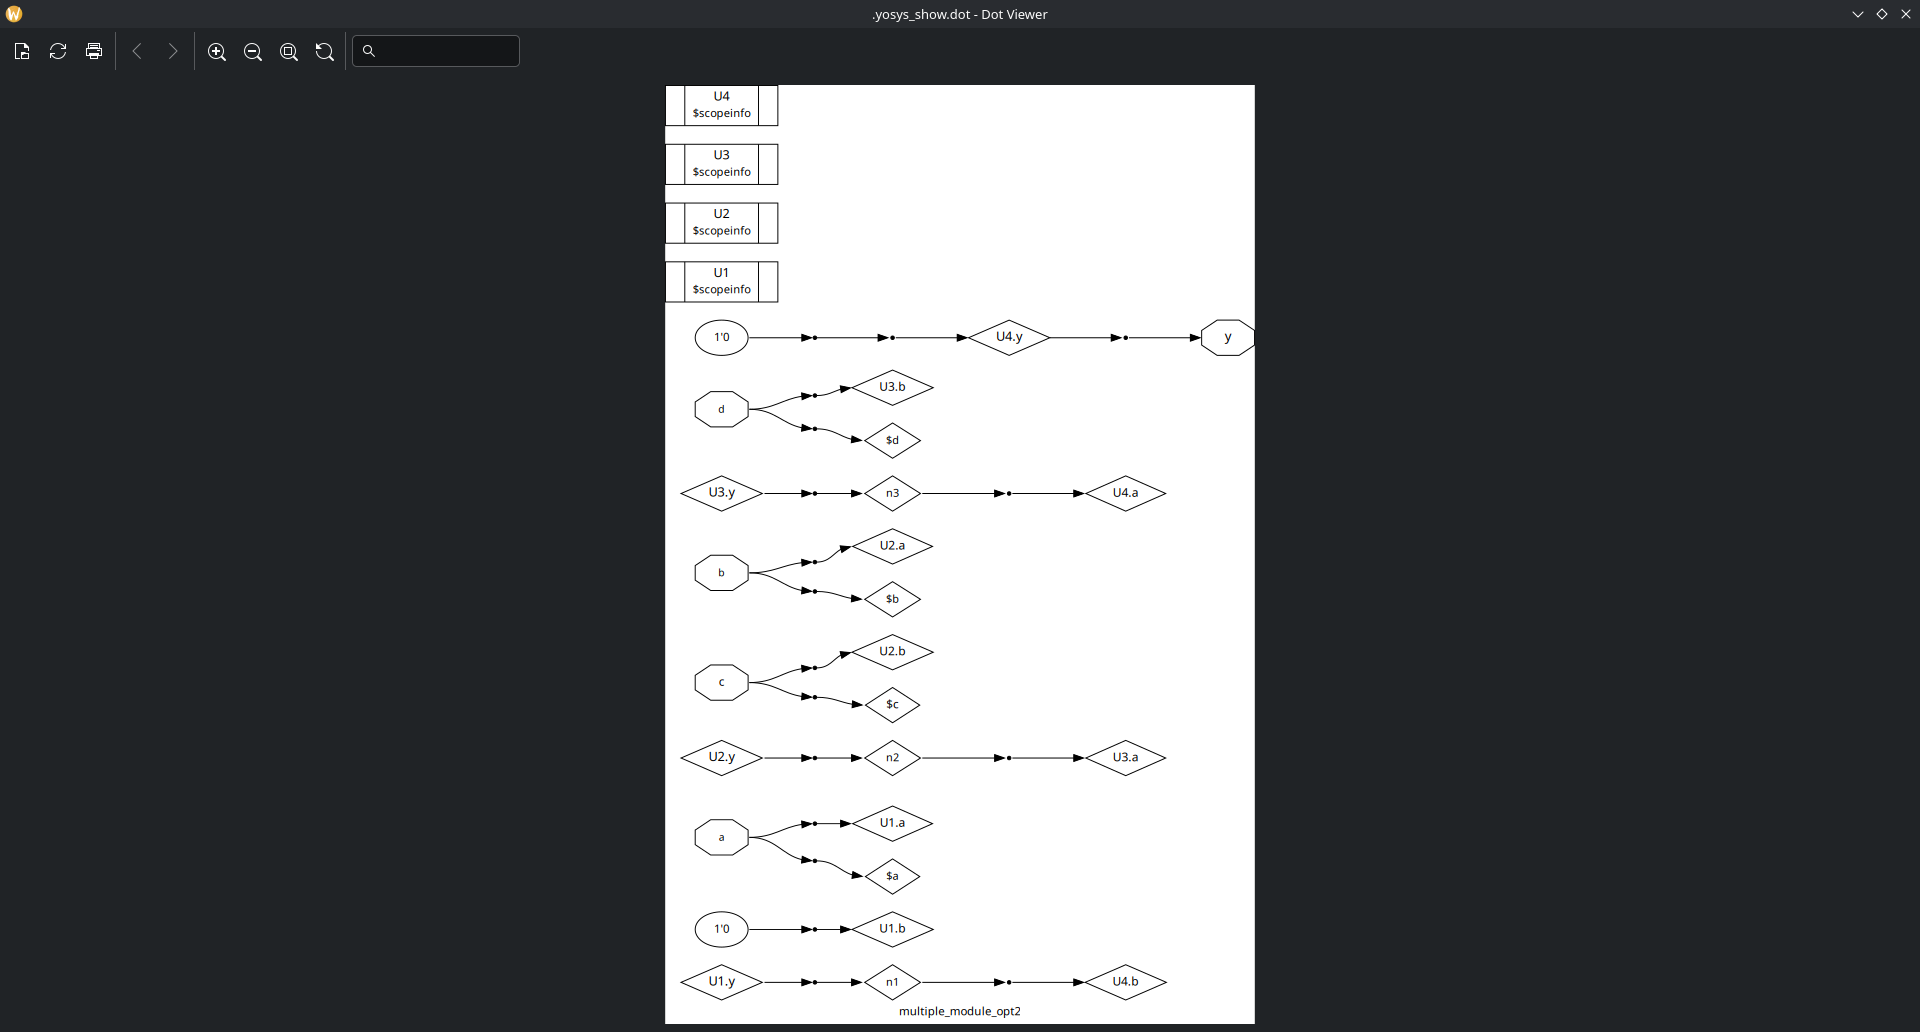 .yosys_show.dot - Dot Viewer
U4
$scopeinfo
U3
$scopeinfo
U2
$scopeinfo
U1
$scopeinfo
1'0
U4.y
y
d
U3.b
$d
U3.y
n3
U4.a
b
U2.a
$b
c
U2.b
$c
U2.y
n2
U3.a
a
U1.a
$a
1'0
U1.b
U1.y
n1
U4.b
multiple_module_opt2